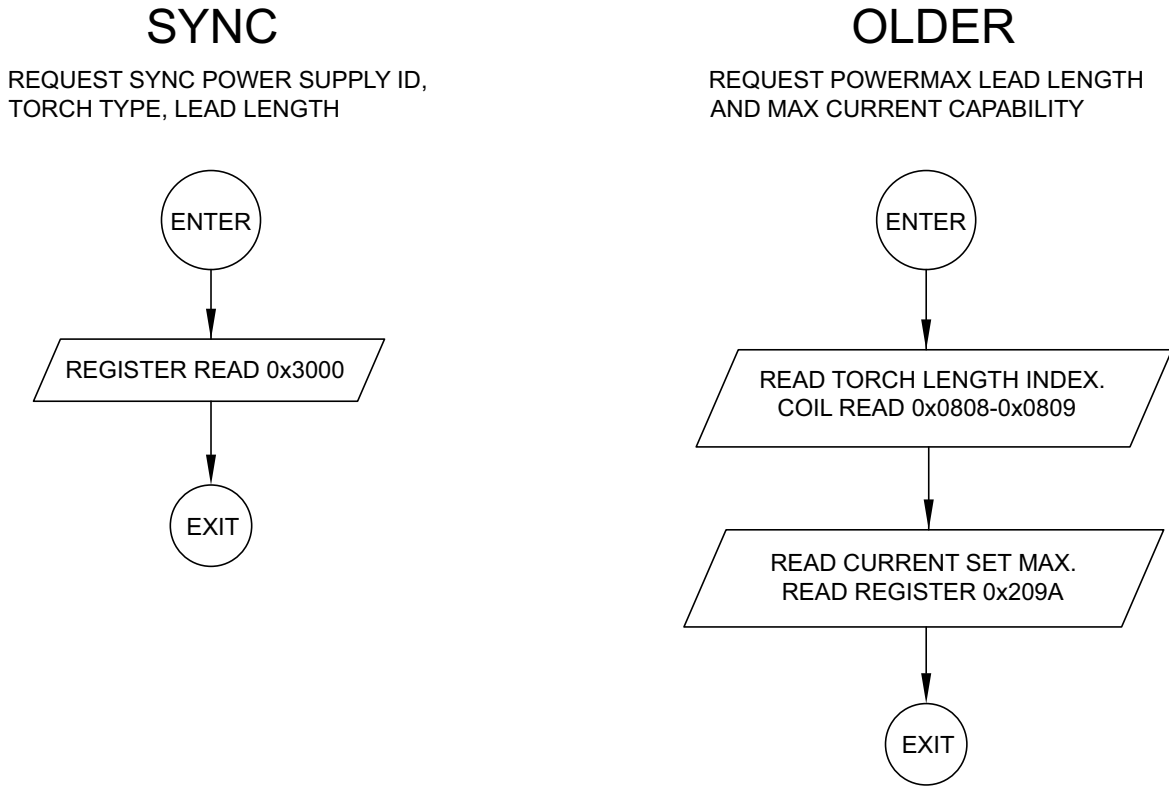 SYNC
REQUEST SYNC POWER SUPPLY ID,
TORCH TYPE, LEAD LENGTH
ENTER
REGISTER READ 0x3000
EXIT
OLDER
REQUEST POWERMAX LEAD LENGTH
AND MAX CURRENT CAPABILITY
ENTER
READ TORCH LENGTH INDEX.
COIL READ 0x0808-0x0809
READ CURRENT SET MAX.
READ REGISTER 0x209A
EXIT